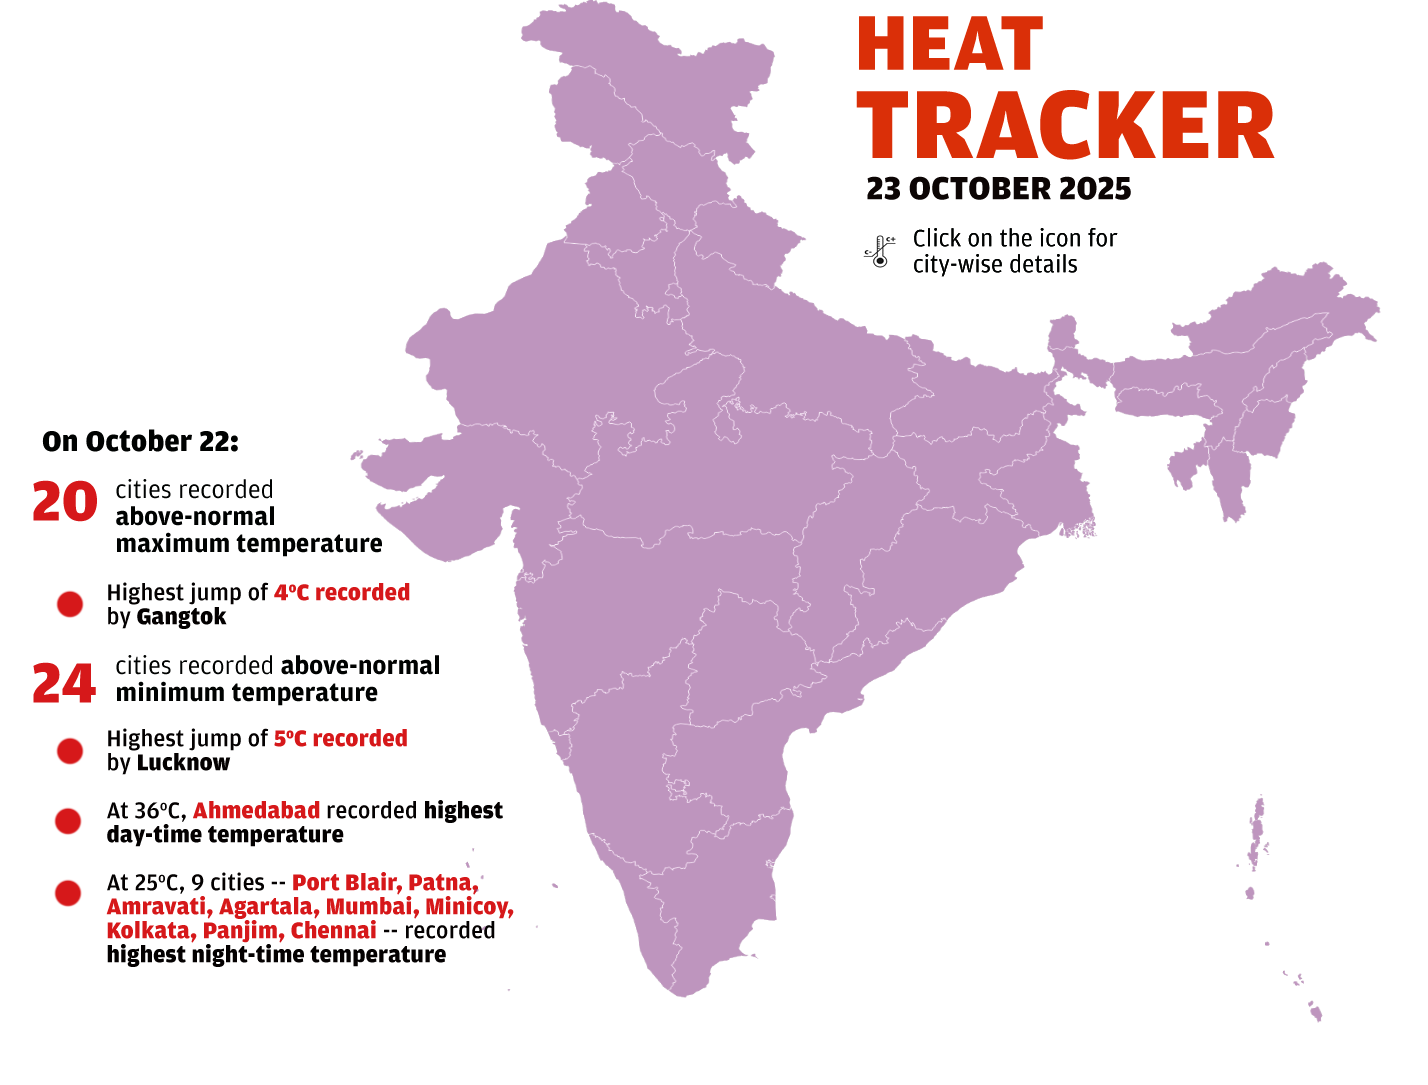 HEAT
TRACKER
23 OCTOBER 2025
c-
c+
Click on the icon for
city-wise details
On October 22:
20
cities recorded
above-normal
maximum temperature
Highest jump of 4ºC recorded
by Gangtok
24
cities recorded above-normal
minimum temperature
Highest jump of 5ºC recorded
by Lucknow
At 36ºC, Ahmedabad recorded highest
day-time temperature
At 25ºC, 9 cities -- Port Blair, Patna,
Amravati, Agartala, Mumbai, Minicoy,
Kolkata, Panjim, Chennai -- recorded
highest night-time temperature